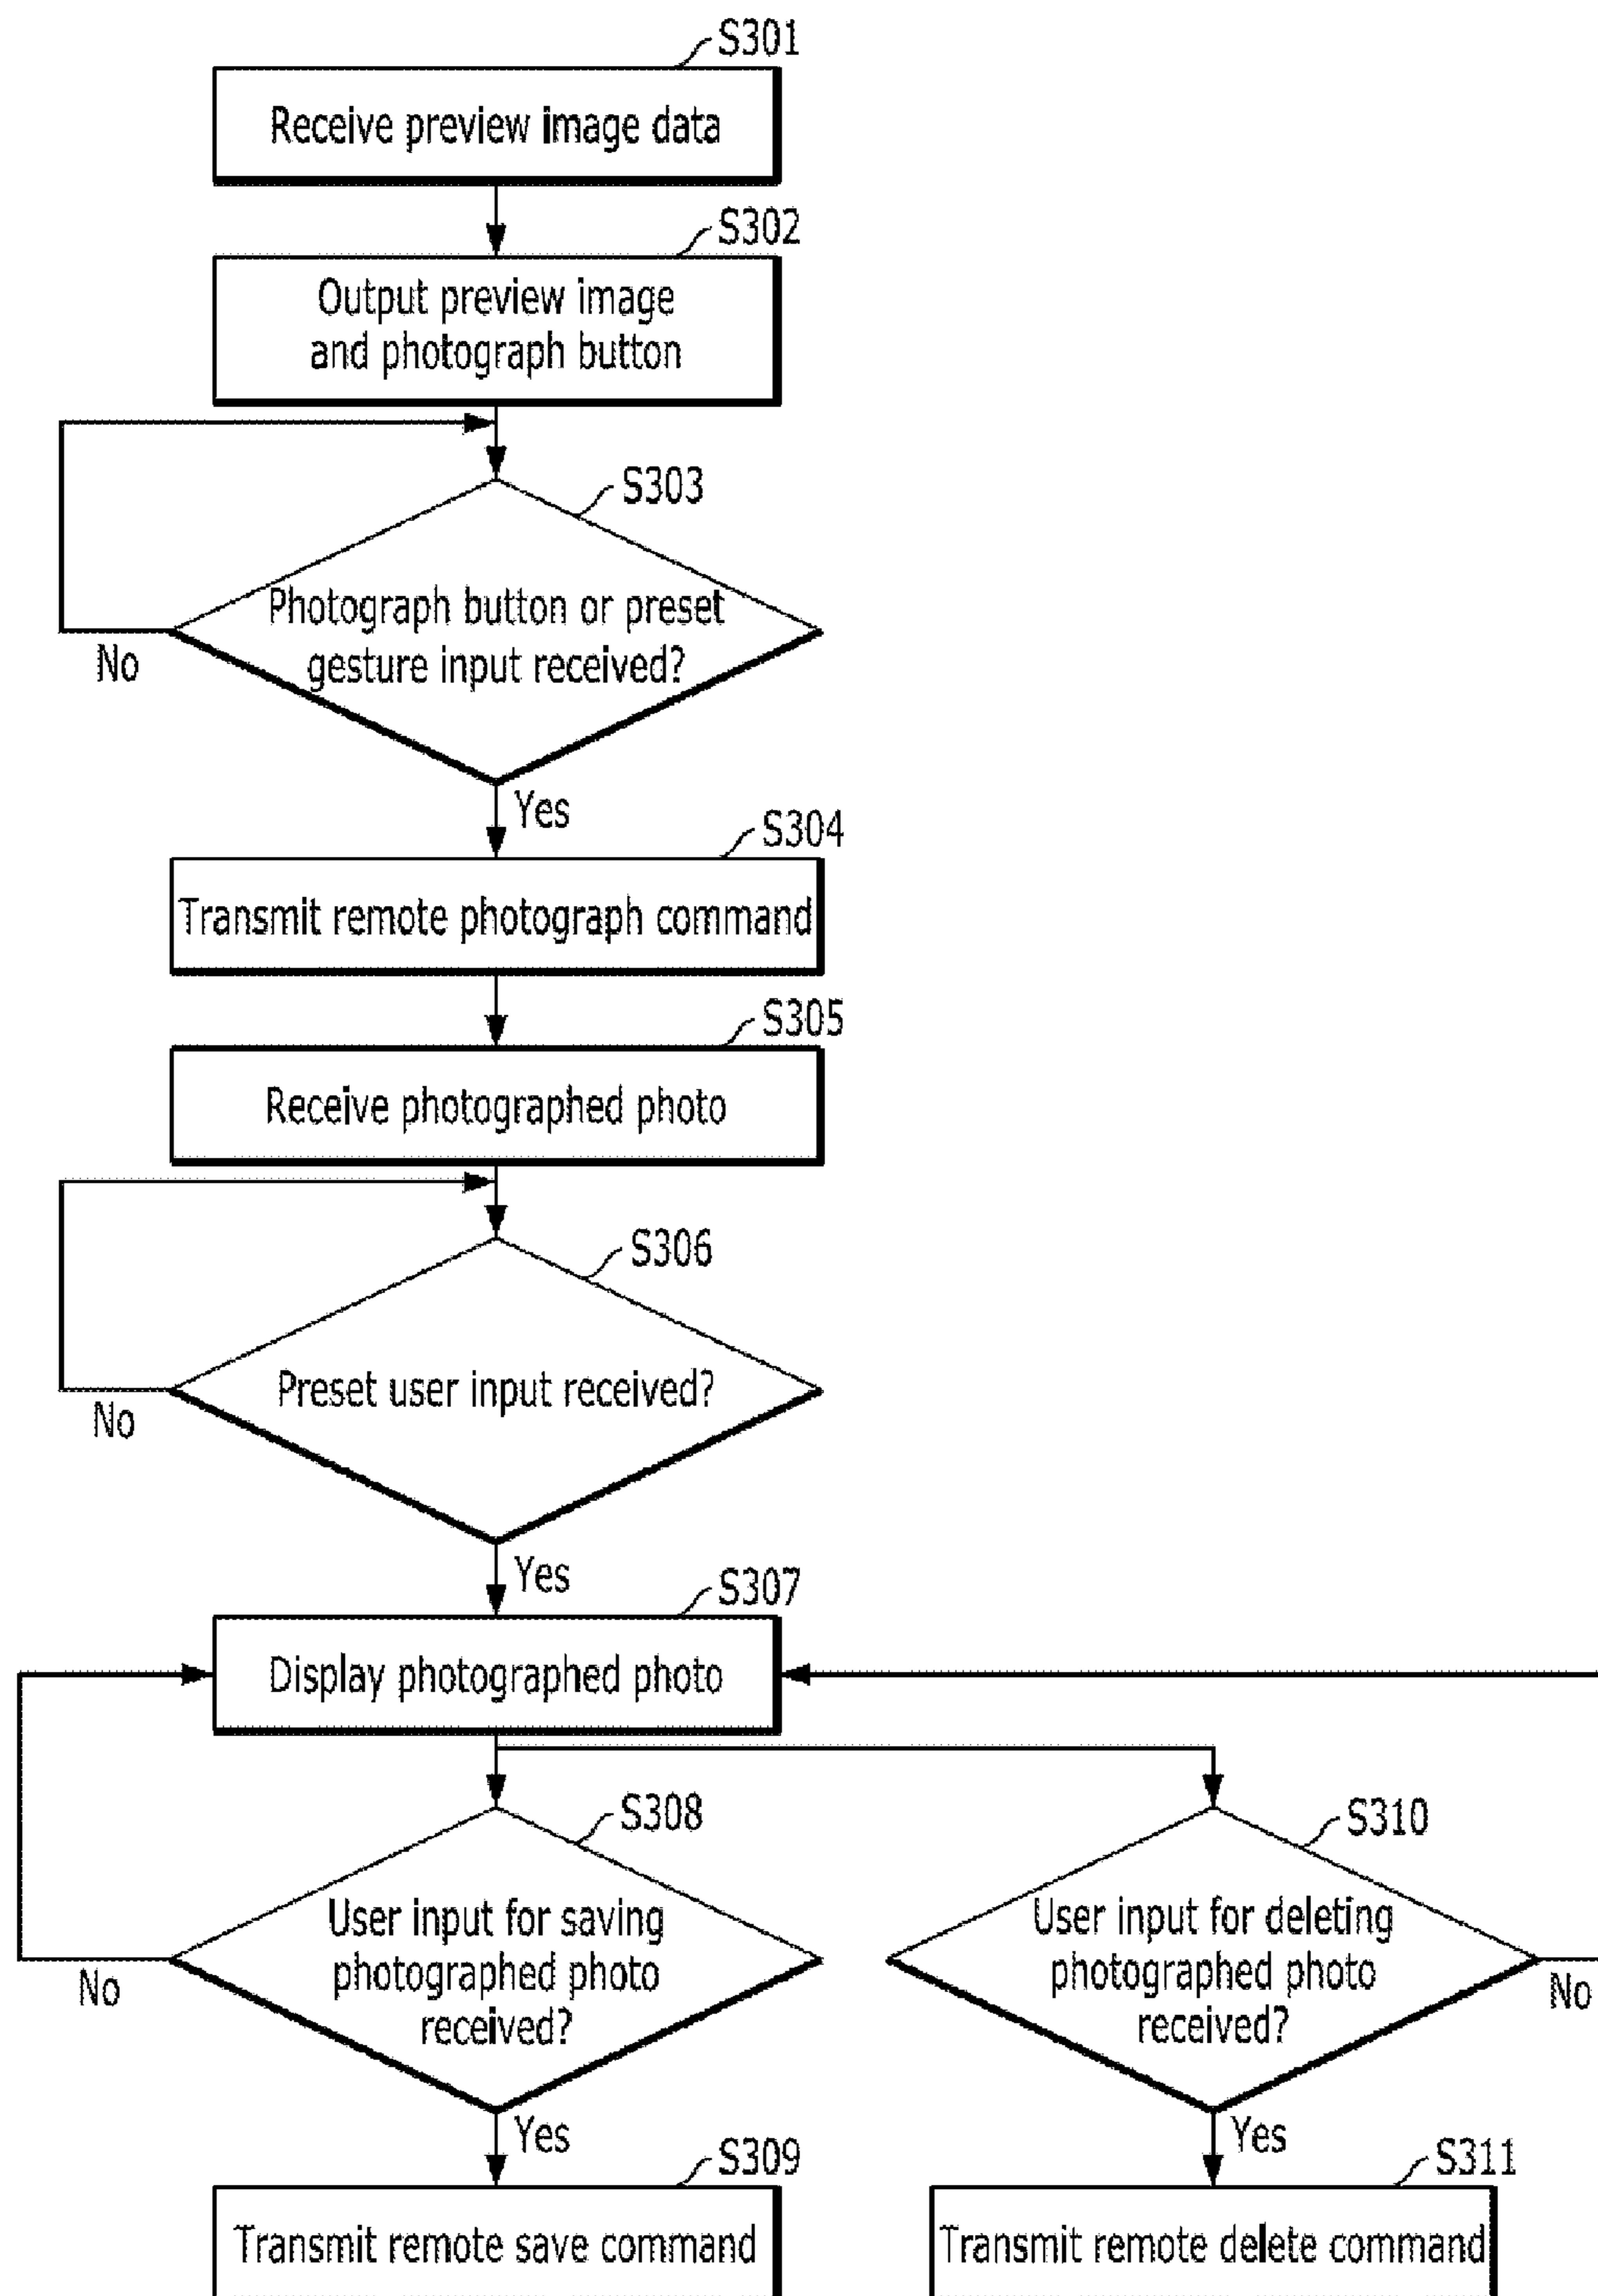 S301
Receive preview image data
S302
Output preview image
and photograph button
S303
Photograph button or preset
gesture input received?
No
Yes
S304
Transmit remote photograph command
S305
Receive photographed photo
S306
Preset user input received?
No
Yes
S307
Display photographed photo
S308
User input for saving
photographed photo
received?
No
Yes
S310
User input for deleting
photographed photo
received?
No
Yes
S309
Transmit remote save command
S311
Transmit remote delete command